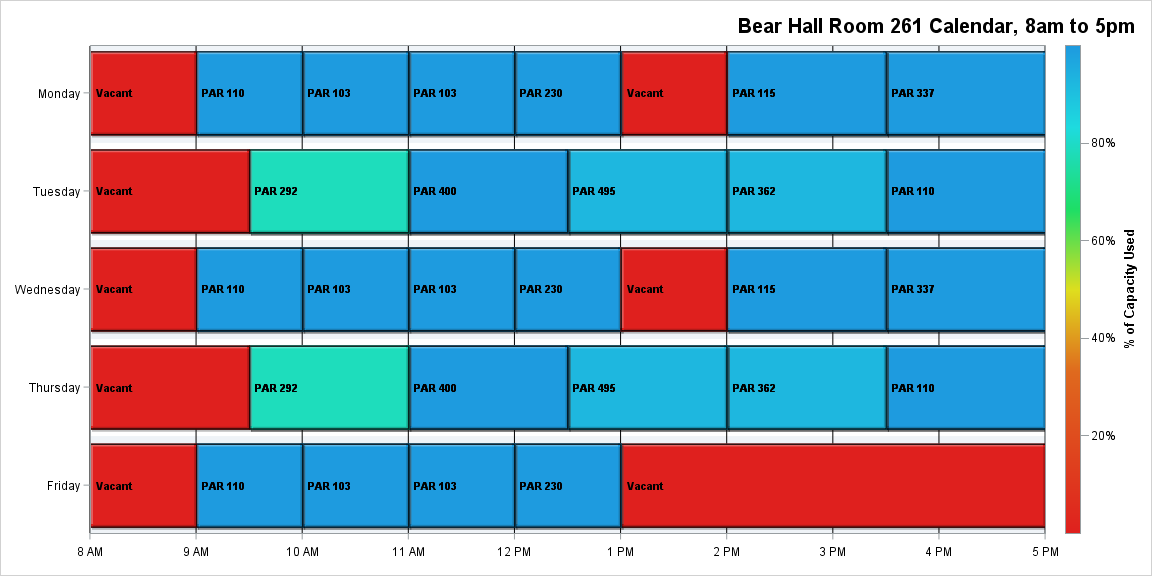 Bear Hall Room 261 Calendar, 8am to 5pm
Monday
Vacant
PAR 110
PAR 103
PAR 103
PAR 230
Vacant
PAR 115
PAR 337
Tuesday
Vacant
PAR 292
PAR 400
PAR 495
PAR 362
PAR 110
Wednesday
Vacant
PAR 110
PAR 103
PAR 103
PAR 230
Vacant
PAR 115
PAR 337
Thursday
Vacant
PAR 292
PAR 400
PAR 495
PAR 362
PAR 110
Friday
Vacant
PAR 110
PAR 103
PAR 103
PAR 230
Vacant
8 AM
9 AM
10 AM
11 AM
12 PM
1 PM
2 PM
3 PM
4 PM
5 PM
80%
60%
40%
20%
% of Capacity Used